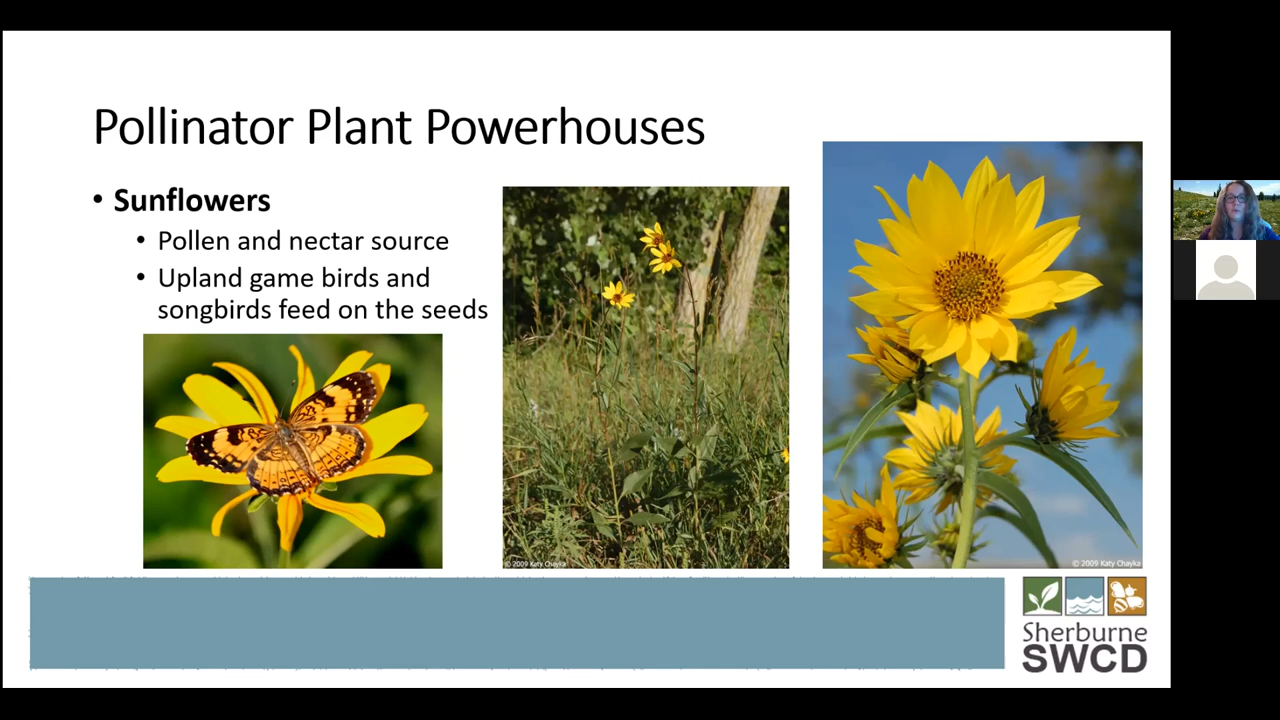 Pollinator Plant Powerhouses
• Sunflowers
• Pollen and nectar source
• Upland game birds and
songbirds feed on the seeds
© 2009 Katy Chayka
© 2009 Katy Chayka
Sherburne
SWCD